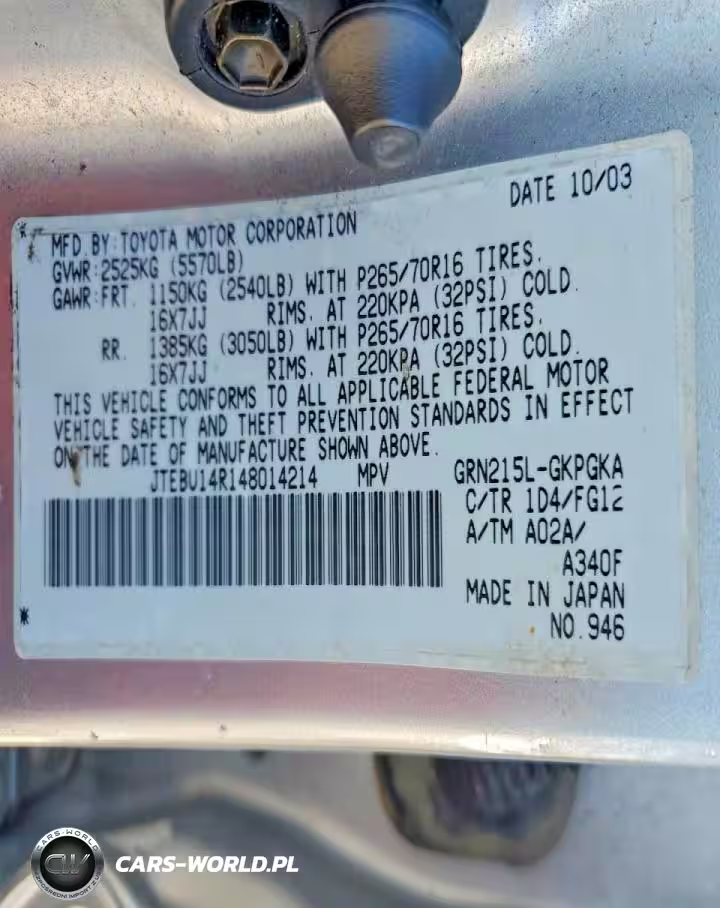 DATE 10/03
MFD.BY:TOYOTA MOTOR CORPORATION
GVWR:2525KG (5570LB)
GAWR:FRT. 1150KG (2540LB) WITH P265/70R16 TIRES,
16X7JJ RIMS. AT 220KPA (32PSI) COLD.
RR. 1385KG (3050LB) WITH P265/70R16 TIRES,
16X7JJ RIMS. AT 220KPA (32PSI) COLD.
THIS VEHICLE CONFORMS TO ALL APPLICABLE FEDERAL MOTOR
VEHICLE SAFETY AND THEFT PREVENTION STANDARDS IN EFFECT
ON THE DATE OF MANUFACTURE SHOWN ABOVE.
JTEBU14R148014214 MPV GRN215L-GKPGKA
C/TR 1D4/FG12
A/TM A02A/
A340F
MADE IN JAPAN
NO.946
CARS-WORLD
CW
CARS-WORLD.PL